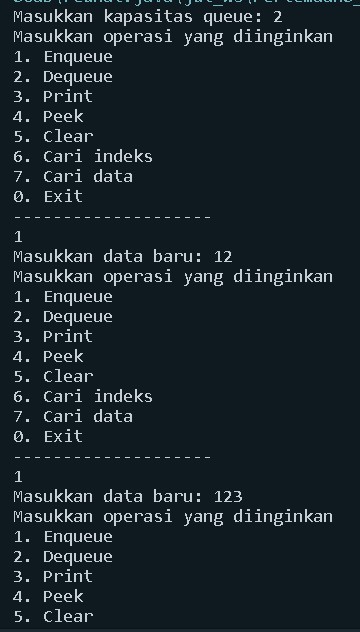 Masukkan kapasitas queue: 2
Masukkan operasi yang diinginkan
1. Enqueue
2. Dequeue
3. Print
4. Peek
5. Clear
6. Cari indeks
7. Cari data
0. Exit
--------------------
1
Masukkan data baru: 12
Masukkan operasi yang diinginkan
1. Enqueue
2. Dequeue
3. Print
4. Peek
5. Clear
6. Cari indeks
7. Cari data
0. Exit
--------------------
1
Masukkan data baru: 123
Masukkan operasi yang diinginkan
1. Enqueue
2. Dequeue
3. Print
4. Peek
5. Clear